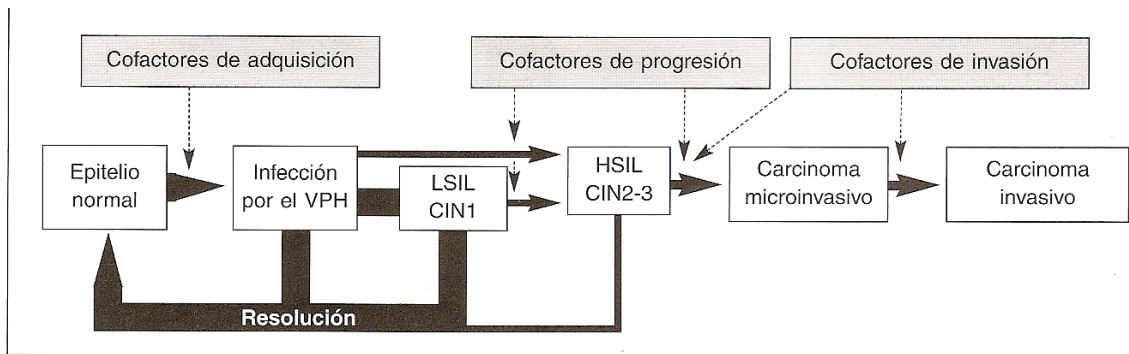 Cofactores de adquisición
Cofactores de progresión
Cofactores de invasión
Epitelio
normal
Infección
por el VPH
LSIL
CIN1
HSIL
CIN2-3
Carcinoma
microinvasivo
Carcinoma
invasivo
Resolución